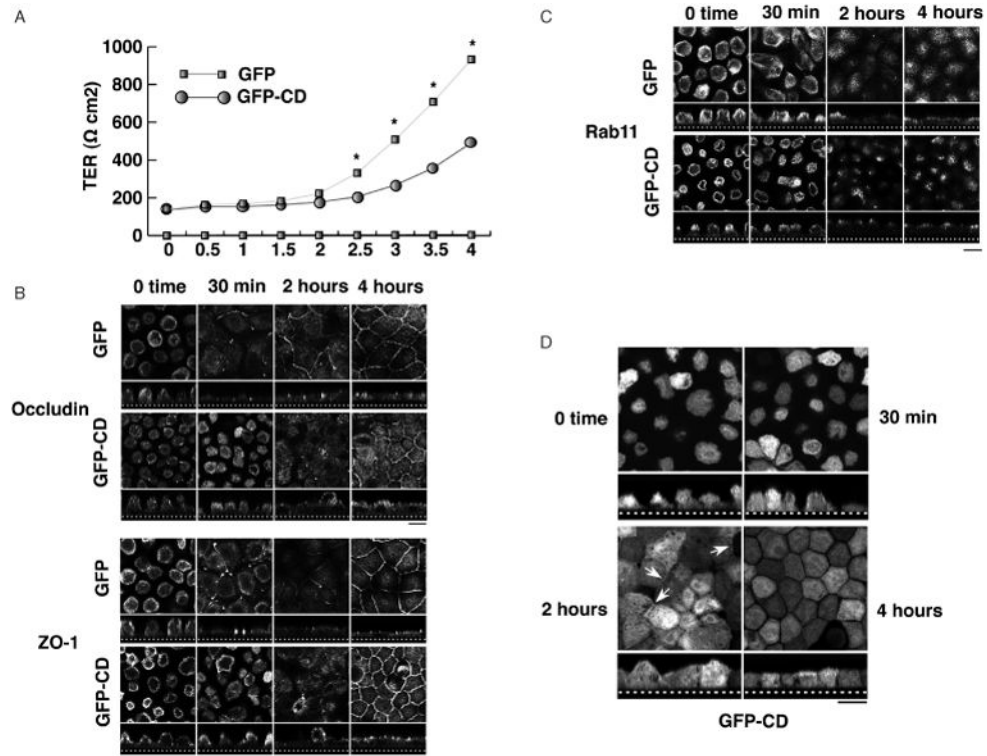 A
TER (Ω cm2)
1000
800
600
400
200
0
GFP
GFP-CD
*
*
*
*
0 0.5 1 1.5 2 2.5 3 3.5 4
B
0 time 30 min 2 hours 4 hours
GFP
Occludin
GFP-CD
GFP
ZO-1
GFP-CD
C
0 time 30 min 2 hours 4 hours
GFP
Rab11
GFP-CD
D
0 time
30 min
2 hours
4 hours
GFP-CD